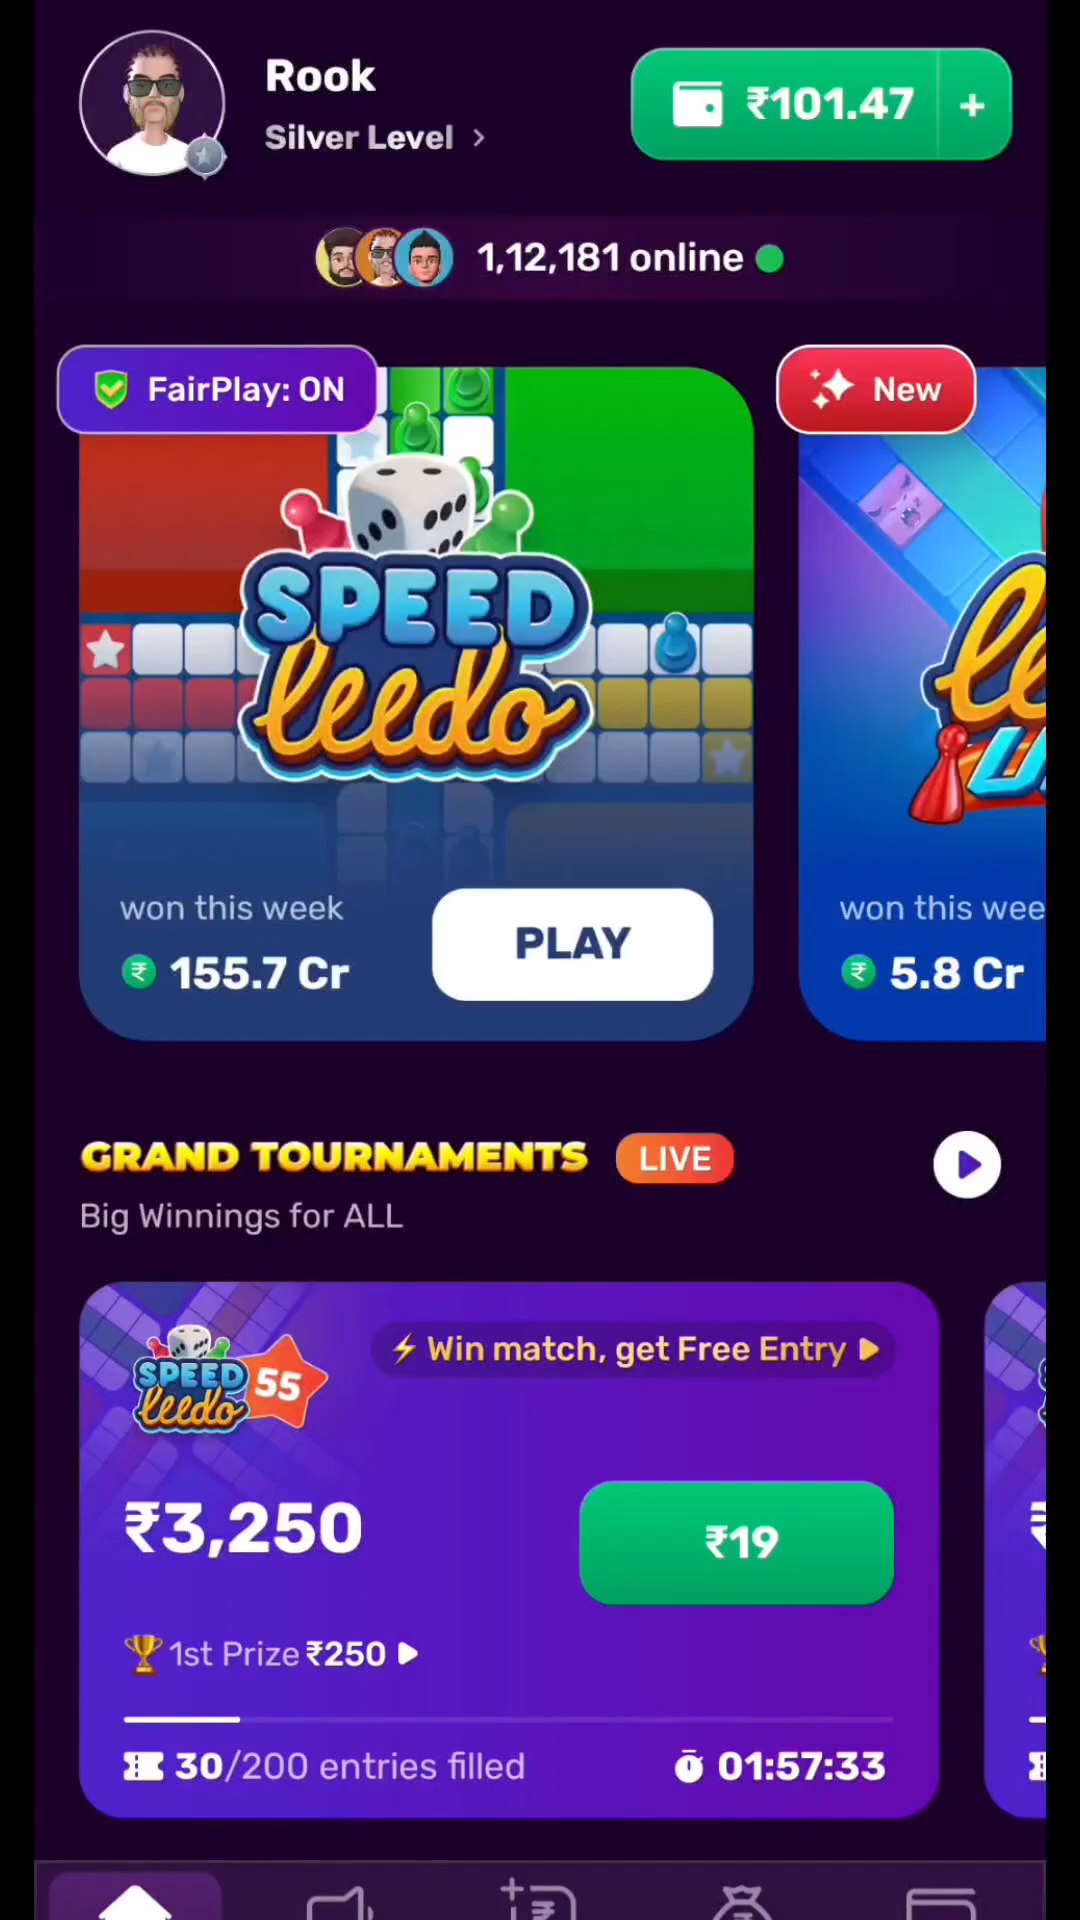 Rook
Silver Level
₹101.47 +
1,12,181 online
FairPlay: ON
New
SPEED
leedo
won this week
₹ 155.7 Cr
PLAY
won this wee
₹ 5.8 Cr
GRAND TOURNAMENTS LIVE
Big Winnings for ALL
SPEED
leedo
55
Win match, get Free Entry
₹3,250
₹19
1st Prize ₹250
30/200 entries filled
01:57:33